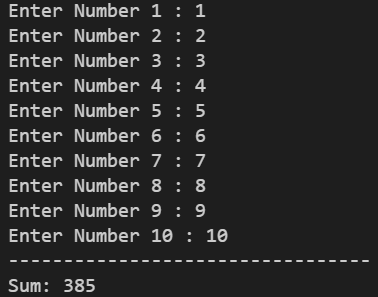 Enter Number 1 : 1
Enter Number 2 : 2
Enter Number 3 : 3
Enter Number 4 : 4
Enter Number 5 : 5
Enter Number 6 : 6
Enter Number 7 : 7
Enter Number 8 : 8
Enter Number 9 : 9
Enter Number 10 : 10
---------------------------------
Sum: 385